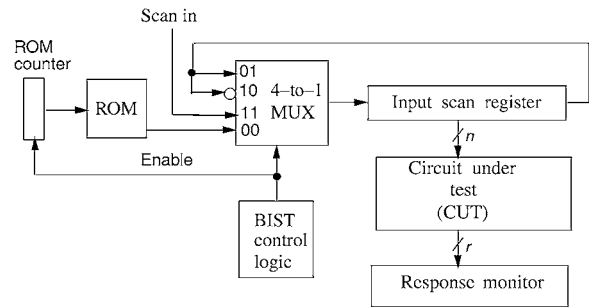 Scan in
ROM
counter
ROM
01
10
11
00
4–to–1
MUX
Input scan register
Enable
n
Circuit under
test
(CUT)
BIST
control
logic
r
Response monitor